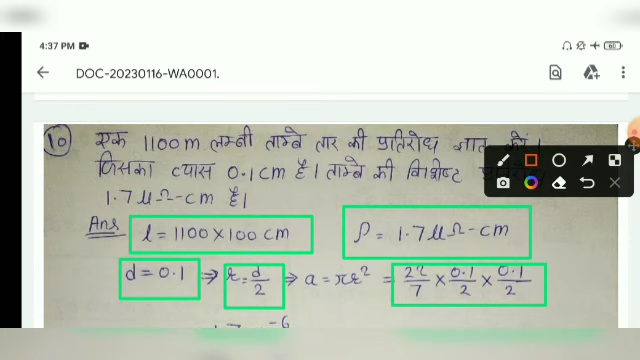 4:37 PM
60
DOC-20230116-WA0001.
10 एक 1100m लम्बी ताम्बे तार की प्रतिरोध ज्ञात करें।
जिसका व्यास 0.1cm है। ताम्बे की विशिष्ट
1.7 μΩ-cm है।
Ans l = 1100 × 100 cm ρ = 1.7 μΩ-cm
d = 0.1 ⇒ r = d/2 ⇒ a = πr² = 22/7 × 0.1/2 × 0.1/2
-6